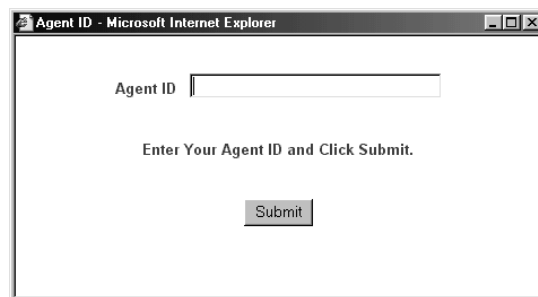 Agent ID - Microsoft Internet Explorer
Agent ID
Enter Your Agent ID and Click Submit.
Submit